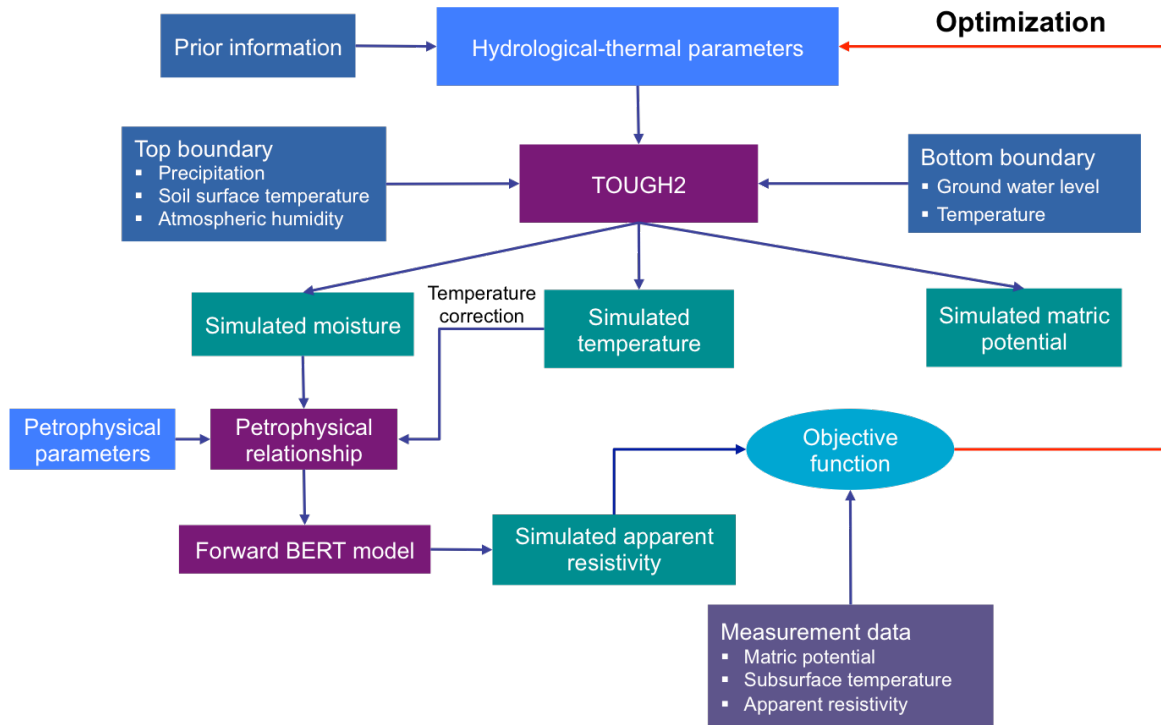 Optimization
Prior information
Hydrological-thermal parameters
Top boundary
▪ Precipitation
▪ Soil surface temperature
▪ Atmospheric humidity
TOUGH2
Bottom boundary
▪ Ground water level
▪ Temperature
Simulated moisture
Temperature
correction
Simulated
temperature
Simulated matric
potential
Petrophysical
parameters
Petrophysical
relationship
Objective
function
Forward BERT model
Simulated apparent
resistivity
Measurement data
▪ Matric potential
▪ Subsurface temperature
▪ Apparent resistivity